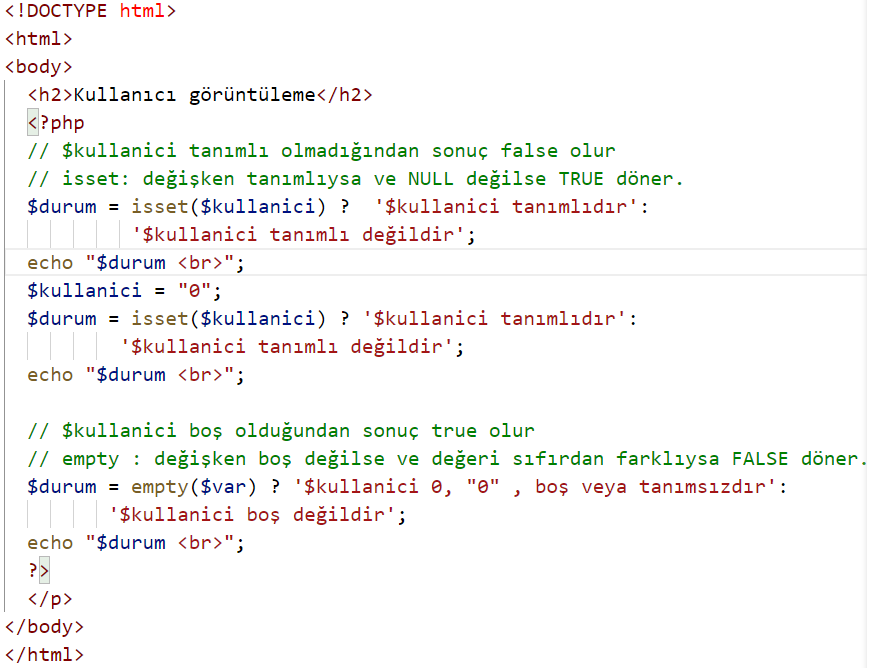 <!DOCTYPE html>
<html>
<body>
<h2>Kullanıcı görüntüleme</h2>
<?php
// $kullanici tanımlı olmadığından sonuç false olur
// isset: değişken tanımlıysa ve NULL değilse TRUE döner.
$durum = isset($kullanici) ?  '$kullanici tanımlıdır':
'$kullanici tanımlı değildir';
echo "$durum <br>";
$kullanici = "0";
$durum = isset($kullanici) ? '$kullanici tanımlıdır':
'$kullanici tanımlı değildir';
echo "$durum <br>";
// $kullanici boş olduğundan sonuç true olur
// empty : değişken boş değilse ve değeri sıfırdan farklıysa FALSE döner.
$durum = empty($var) ? '$kullanici 0, "0" , boş veya tanımsızdır':
'$kullanici boş değildir';
echo "$durum <br>";
?>
</p>
</body>
</html>